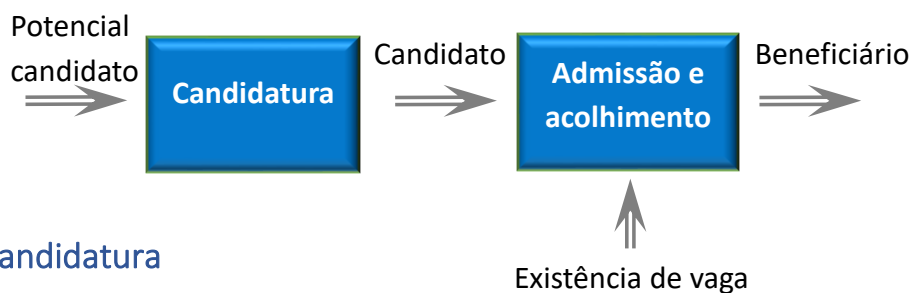 Potencial
candidato
Candidatura
Candidato
Admissão e
acolhimento
Beneficiário
Existência de vaga
andidatura